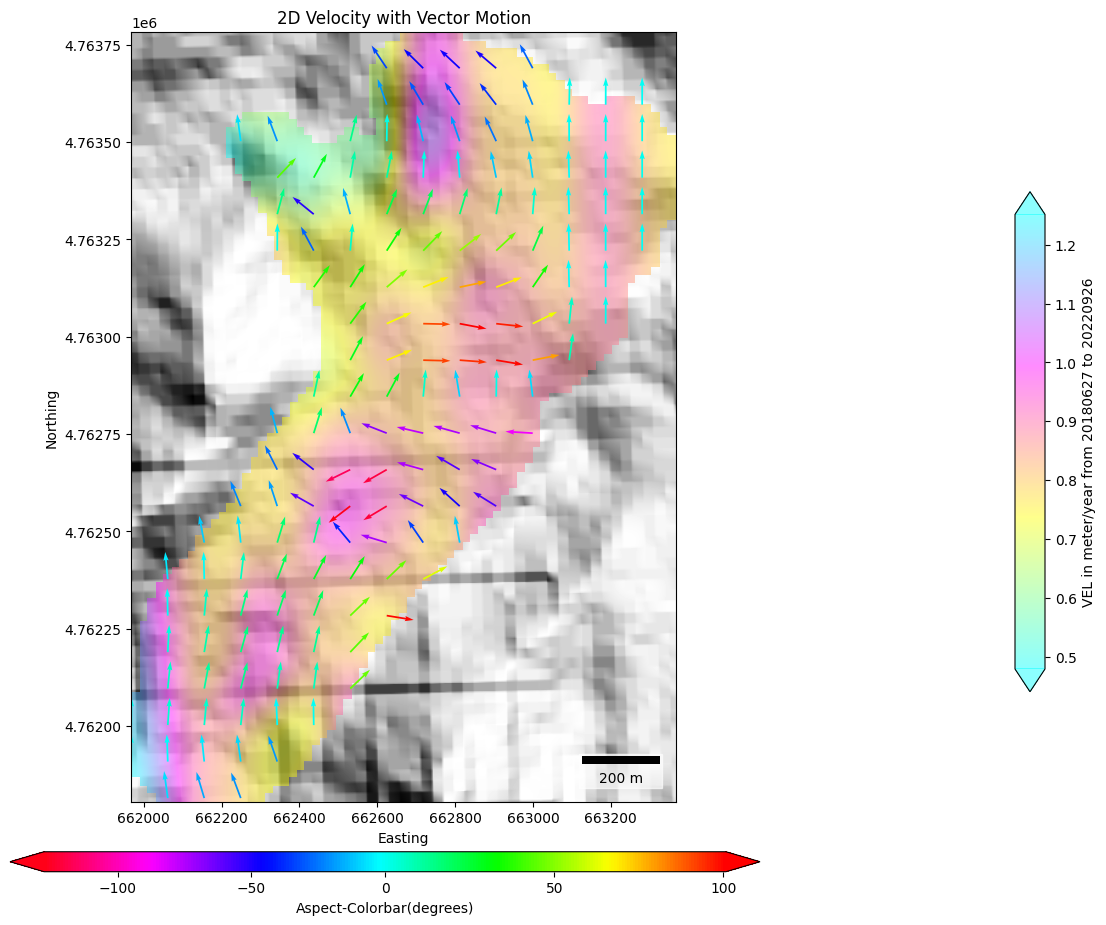 2D Velocity with Vector Motion
1e6
4.76375
4.76350
4.76325
4.76300
4.76275
4.76250
4.76225
4.76200
Northing
200 m
662000 662200 662400 662600 662800 663000 663200
Easting
−100 −50 0 50 100
Aspect-Colorbar(degrees)
1.2
1.1
1.0
0.9
0.8
0.7
0.6
0.5
VEL in meter/year from 20180627 to 20220926